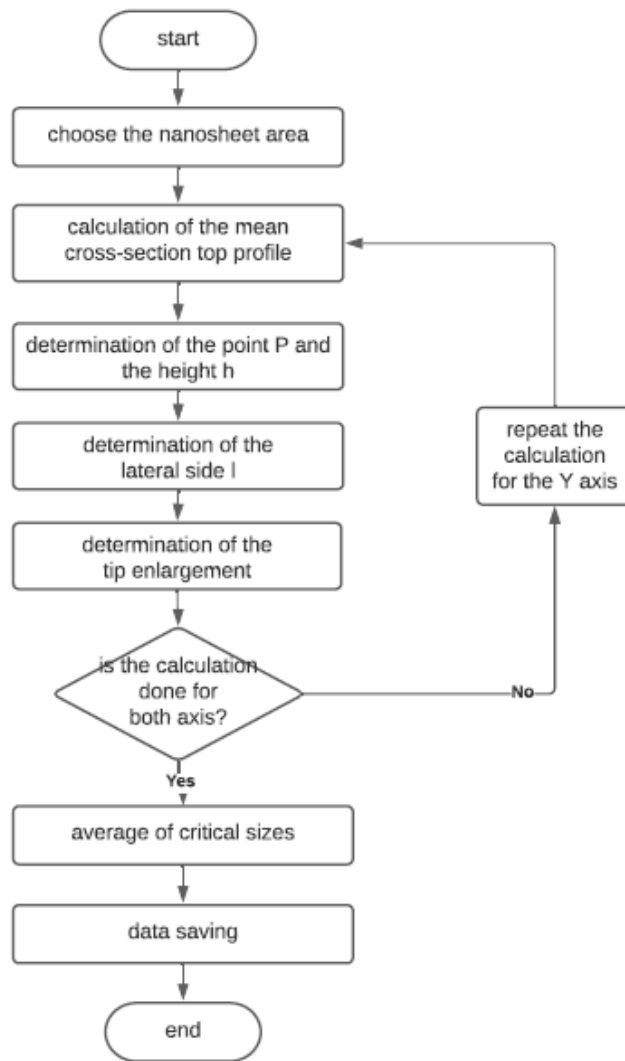 start
choose the nanosheet area
calculation of the mean
cross-section top profile
determination of the point P and
the height h
determination of the
lateral side l
determination of the
tip enlargement
is the calculation
done for
both axis?
No
repeat the
calculation
for the Y axis
Yes
average of critical sizes
data saving
end